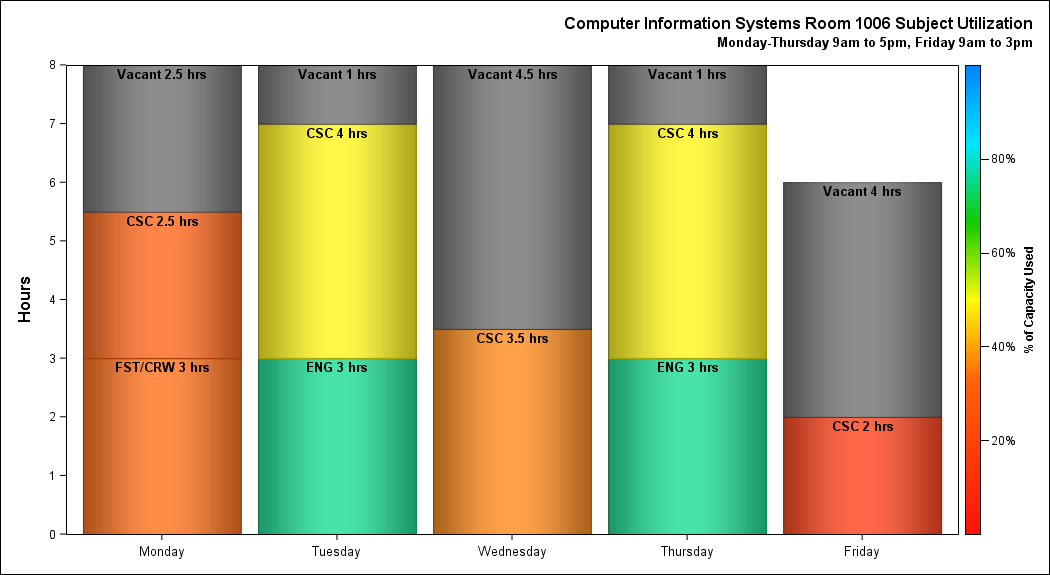 Computer Information Systems Room 1006 Subject Utilization
Monday-Thursday 9am to 5pm, Friday 9am to 3pm
Hours
8
7
6
5
4
3
2
1
0
Vacant 2.5 hrs
CSC 2.5 hrs
FST/CRW 3 hrs
Vacant 1 hrs
CSC 4 hrs
ENG 3 hrs
Vacant 4.5 hrs
CSC 3.5 hrs
Vacant 1 hrs
CSC 4 hrs
ENG 3 hrs
Vacant 4 hrs
CSC 2 hrs
Monday
Tuesday
Wednesday
Thursday
Friday
80%
60%
40%
20%
% of Capacity Used